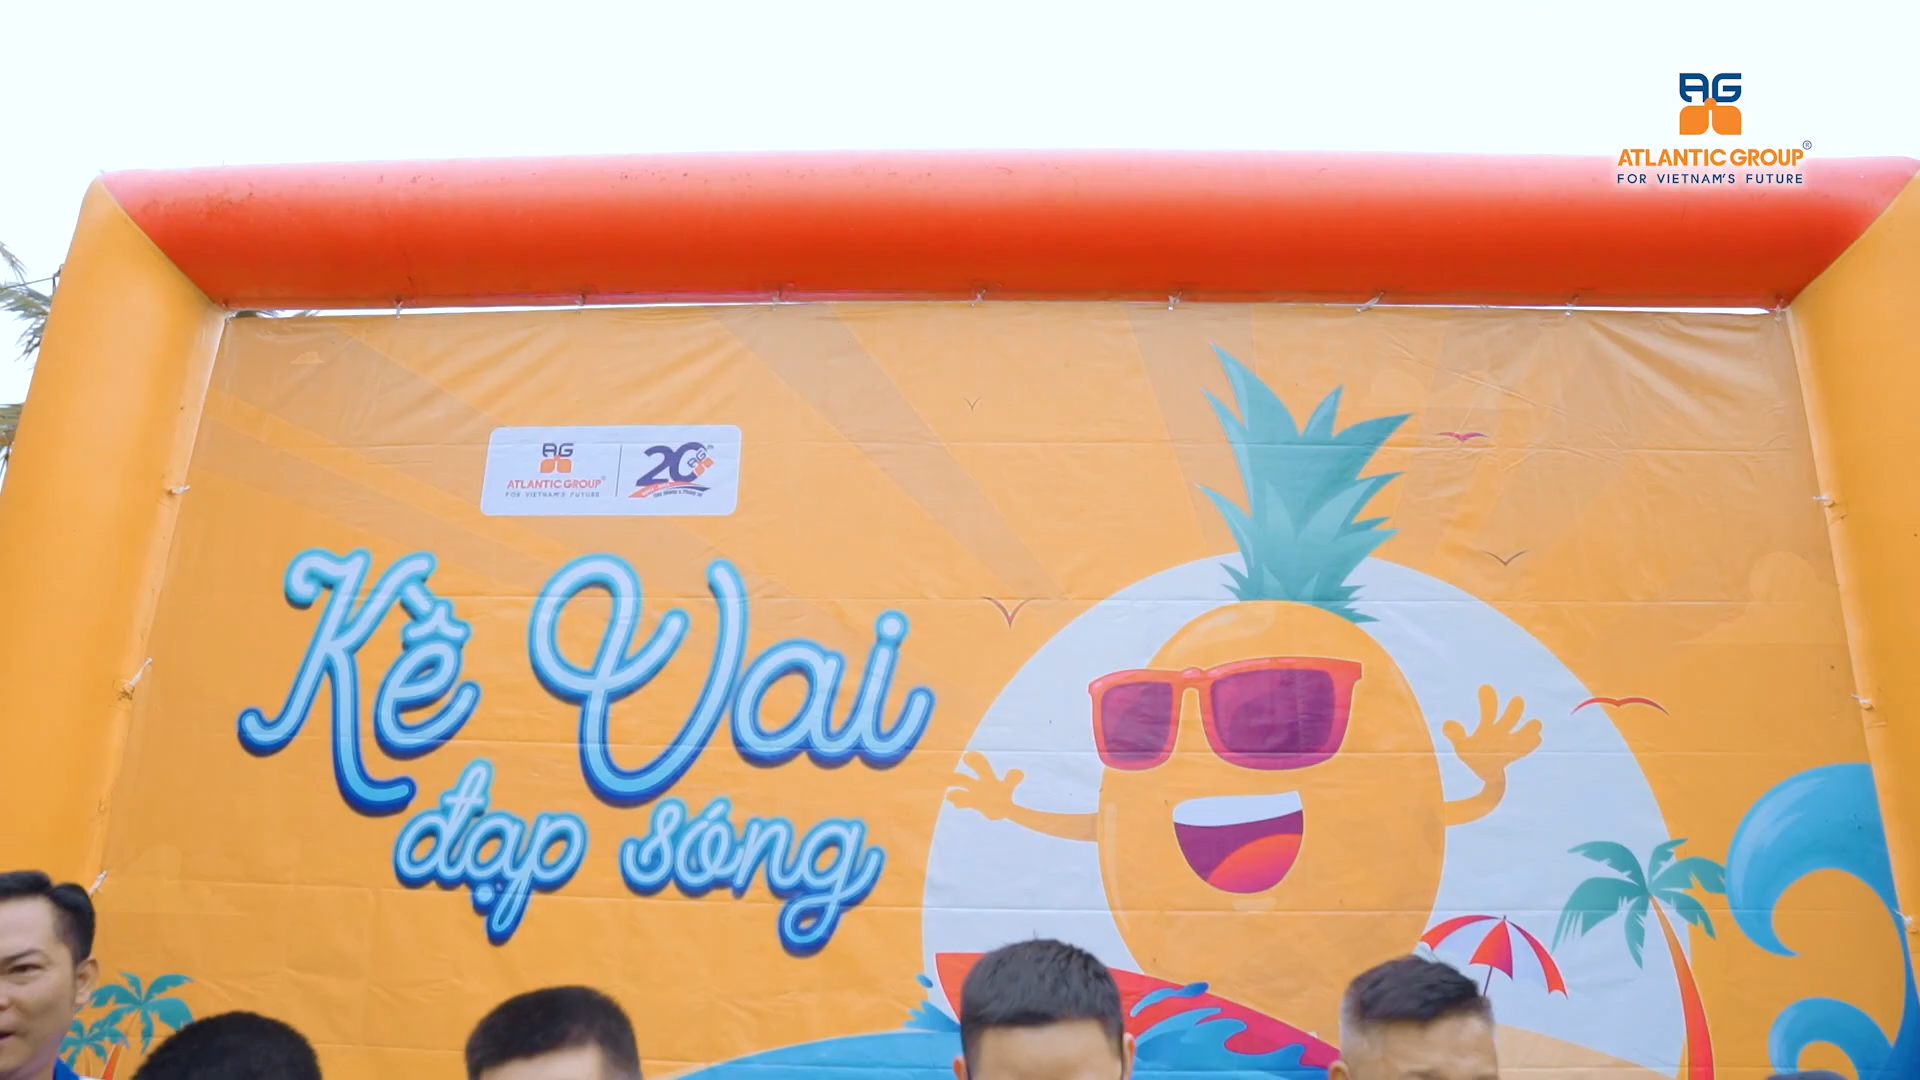 AG
ATLANTIC GROUP®
FOR VIETNAM'S FUTURE
AG
ATLANTIC GROUP®
FOR VIETNAM'S FUTURE
20
AG
Kề Vai
đạp sóng